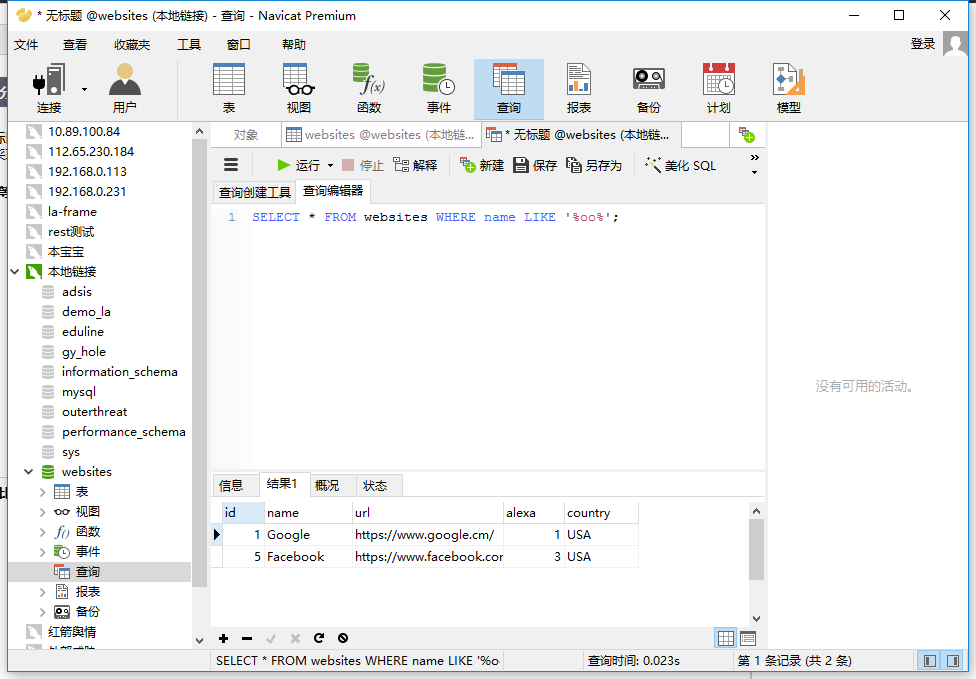 * 无标题 @websites (本地链接) - 查询 - Navicat Premium
文件 查看 收藏夹 工具 窗口 帮助 登录
连接 用户 表 视图 函数 事件 查询 报表 备份 计划 模型
10.89.100.84
112.65.230.184
192.168.0.113
192.168.0.231
la-frame
rest测试
本宝宝
本地链接
adsis
demo_la
eduline
gy_hole
information_schema
mysql
outerthreat
performance_schema
sys
websites
表
视图
函数
事件
查询
报表
备份
红箭舆情
对象 websites @websites (本地链... * 无标题 @websites (本地链...
运行 停止 解释 新建 保存 另存为 美化 SQL
查询创建工具 查询编辑器
1 SELECT * FROM websites WHERE name LIKE '%oo%';
没有可用的活动。
信息 结果1 概况 状态
id name url alexa country
1 Google https://www.google.cm/ 1 USA
5 Facebook https://www.facebook.cor 3 USA
SELECT * FROM websites WHERE name LIKE '%o 查询时间: 0.023s 第 1 条记录 (共 2 条)